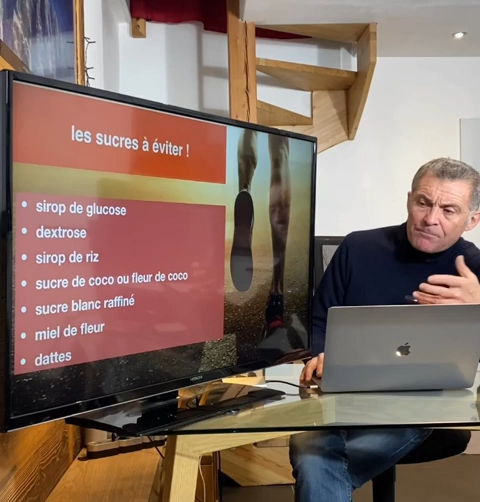 les sucres à éviter !
• sirop de glucose
• dextrose
• sirop de riz
• sucre de coco ou fleur de coco
• sucre blanc raffiné
• miel de fleur
• dattes